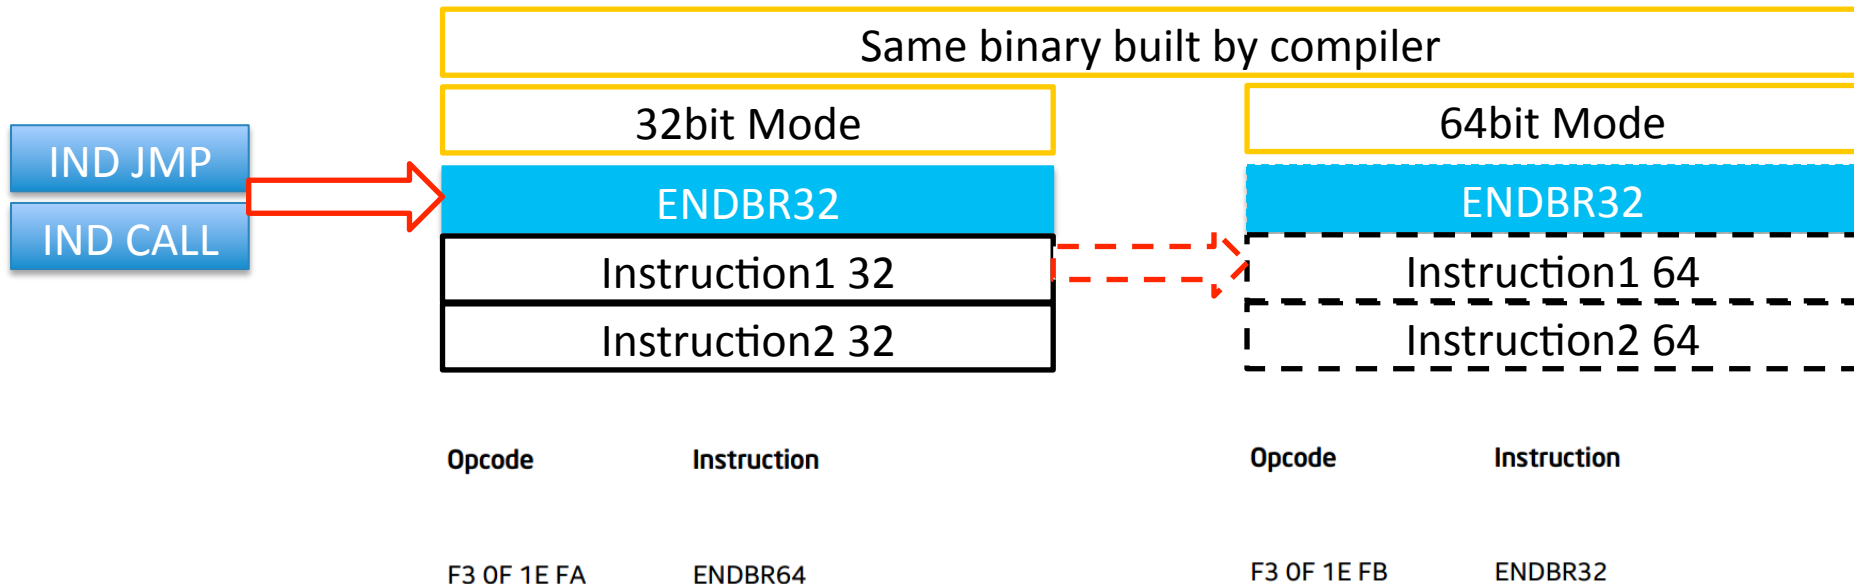 Same binary built by compiler
32bit Mode
64bit Mode
IND JMP
IND CALL
ENDBR32
ENDBR32
Instruction1 32
Instruction1 64
Instruction2 32
Instruction2 64
Opcode Instruction
Opcode Instruction
F3 0F 1E FA ENDBR64
F3 0F 1E FB ENDBR32